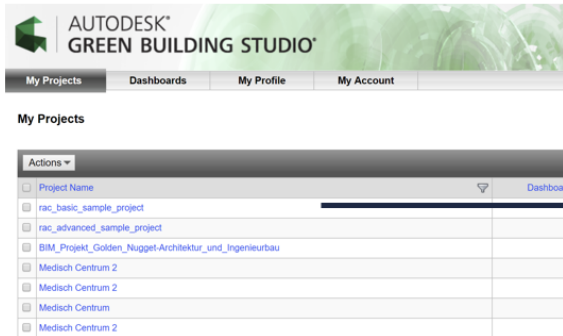 AUTODESK®
GREEN BUILDING STUDIO®
My Projects Dashboards My Profile My Account
My Projects
Actions
Project Name Dashboa
rac_basic_sample_project
rac_advanced_sample_project
BIM_Projekt_Golden_Nugget-Architektur_und_Ingenieurbau
Medisch Centrum 2
Medisch Centrum 2
Medisch Centrum
Medisch Centrum 2